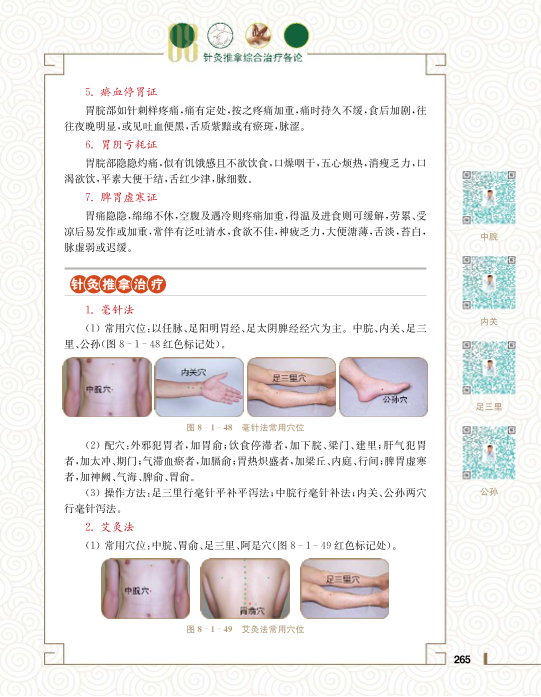 08
针灸推拿综合治疗备论
5. 瘀血停胃证
胃脘部如针刺样疼痛,痛有定处,按之疼痛加重,痛时持久不缓,食后加剧,往
往夜晚明显,或见吐血便黑,舌质紫黯或有瘀斑,脉涩。
6. 胃阴亏耗证
胃脘部隐隐灼痛,似有饥饿感且不欲饮食,口燥咽干,五心烦热,消瘦乏力,口
渴欲饮,平素大便干结,舌红少津,脉细数。
7. 脾胃虚寒证
胃痛隐隐,绵绵不休,空腹及遇冷则疼痛加重,得温及进食则可缓解,劳累、受
凉后易发作或加重,常伴有泛吐清水,食欲不佳,神疲乏力,大便溏薄,舌淡,苔白,
脉虚弱或迟缓。
针灸推拿治疗
1. 毫针法
(1) 常用穴位:以任脉、足阳明胃经、足太阴脾经经穴为主。中脘、内关、足三
里、公孙(图 8-1-48 红色标记处)。
中脘穴
内关穴
足三里穴
公孙穴
图 8-1-48 毫针法常用穴位
(2) 配穴:外邪犯胃者,加胃俞;饮食停滞者,加下脘、梁门、建里;肝气犯胃
者,加太冲、期门;气滞血瘀者,加膈俞;胃热炽盛者,加梁丘、内庭、行间;脾胃虚寒
者,加神阙、气海、脾俞、胃俞。
(3) 操作方法:足三里行毫针平补平泻法;中脘行毫针补法;内关、公孙两穴
行毫针泻法。
2. 艾灸法
(1) 常用穴位:中脘、胃俞、足三里、阿是穴(图 8-1-49 红色标记处)。
中脘穴
胃俞穴
足三里穴
图 8-1-49 艾灸法常用穴位
中脘
内关
足三里
公孙
265